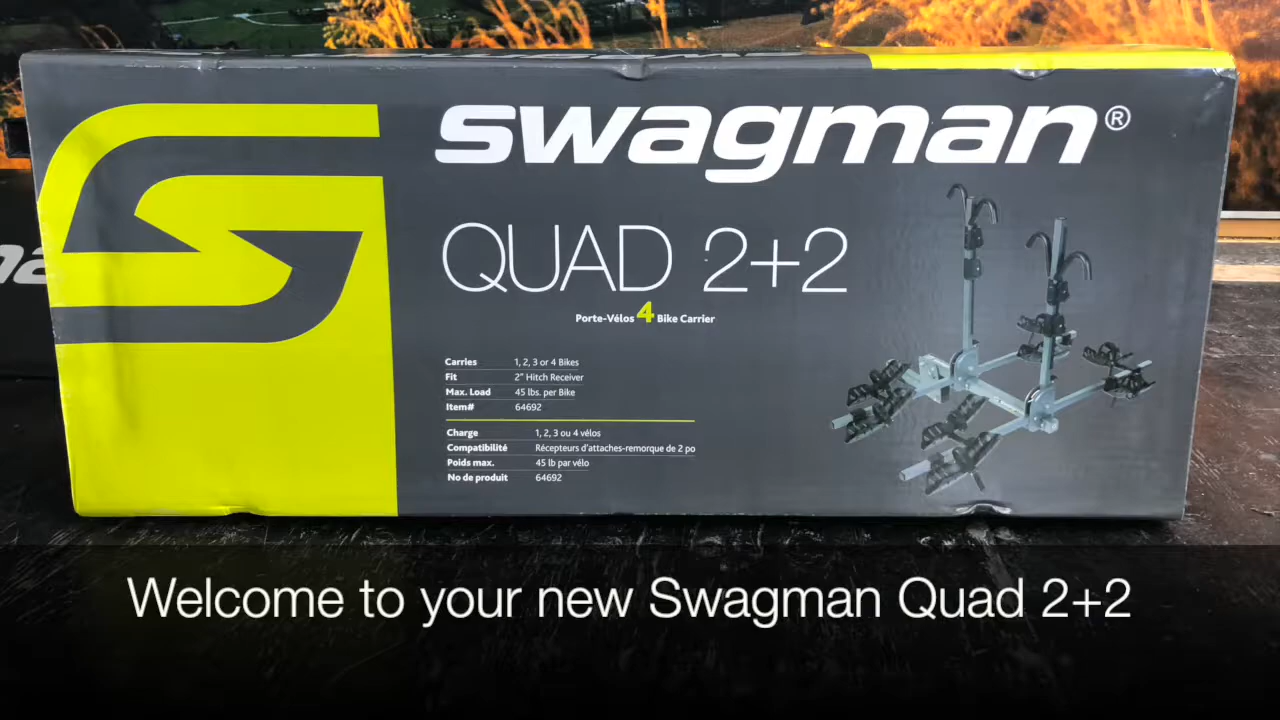 swagman®
QUAD 2+2
Porte-Vélos 4 Bike Carrier
Carries 1, 2, 3 or 4 Bikes
Fit 2” Hitch Receiver
Max. Load 45 lbs. per Bike
Item# 64692
Charge 1, 2, 3 ou 4 vélos
Compatibilité Récepteurs d'attaches-remorque de 2 po
Poids max. 45 lb par vélo
No de produit 64692
Welcome to your new Swagman Quad 2+2